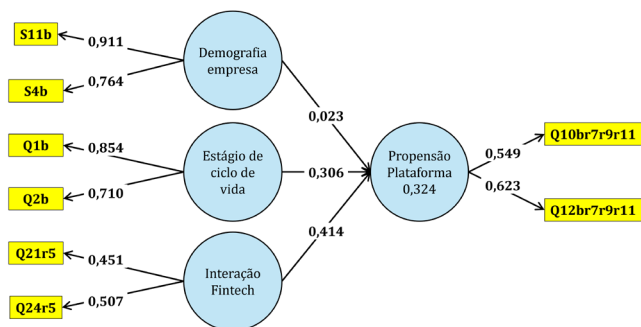 S11b
0,911
S4b
0,764
Demografia
empresa
0,023
Q1b
0,854
Q2b
0,710
Estágio de
ciclo de
vida
0,306
Propensão
Plataforma
0,324
Q10br7r9r11
0,549
0,623
Q12br7r9r11
0,414
Q21r5
0,451
Q24r5
0,507
Interação
Fintech